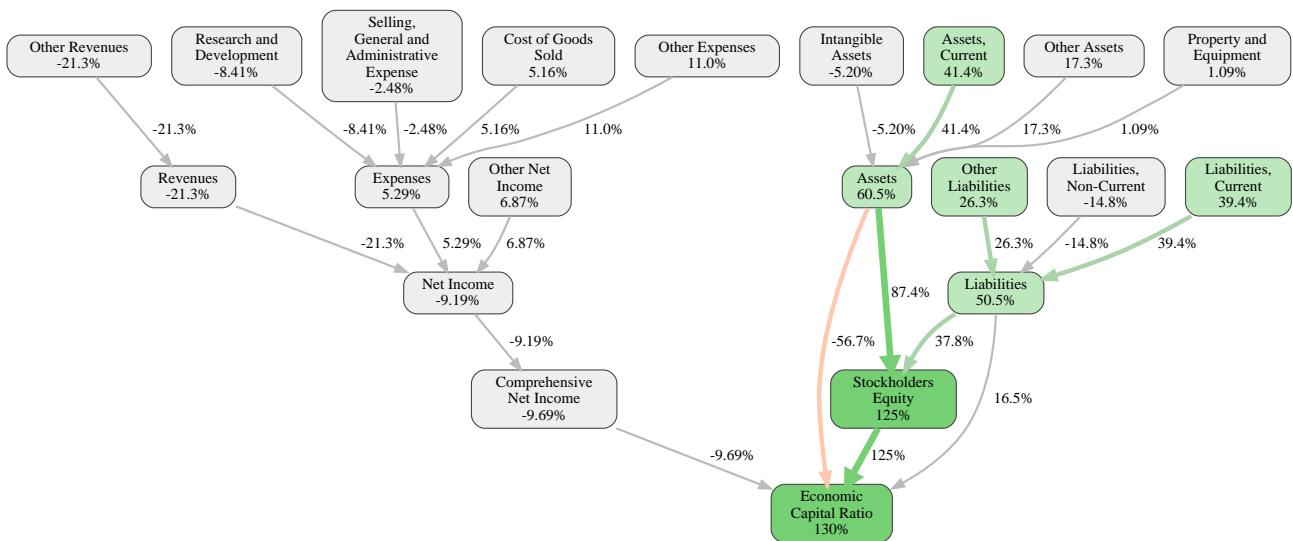 Other Revenues
-21.3%
Research and
Development
-8.41%
Selling,
General and
Administrative
Expense
-2.48%
Cost of Goods
Sold
5.16%
Other Expenses
11.0%
Intangible
Assets
-5.20%
Assets,
Current
41.4%
Other Assets
17.3%
Property and
Equipment
1.09%
-21.3%
-8.41%
-2.48%
5.16%
11.0%
-5.20%
41.4%
17.3%
1.09%
Revenues
-21.3%
Expenses
5.29%
Other Net
Income
6.87%
Assets
60.5%
Other
Liabilities
26.3%
Liabilities,
Non-Current
-14.8%
Liabilities,
Current
39.4%
-21.3%
5.29%
6.87%
26.3%
-14.8%
39.4%
Net Income
-9.19%
87.4%
Liabilities
50.5%
-9.19%
-56.7%
37.8%
Comprehensive
Net Income
-9.69%
Stockholders
Equity
125%
16.5%
-9.69%
125%
Economic
Capital Ratio
130%